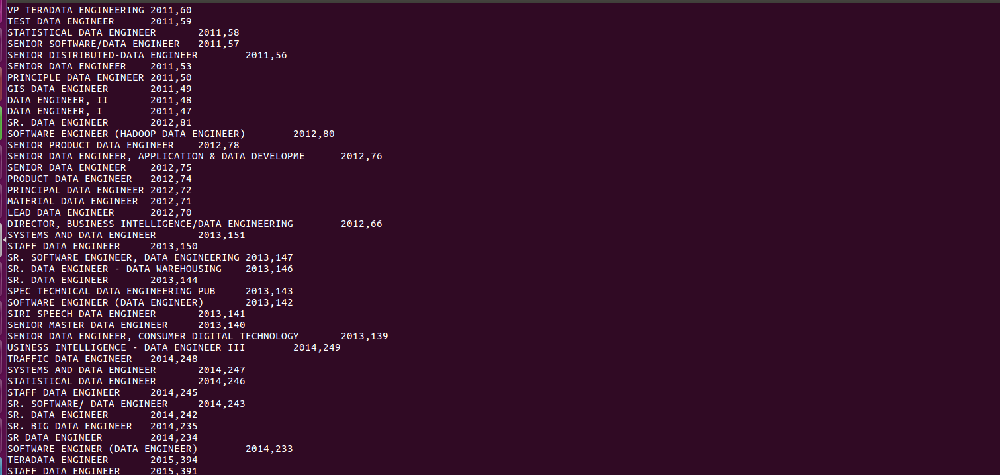 VP TERADATA ENGINEERING 2011,60
TEST DATA ENGINEER 2011,59
STATISTICAL DATA ENGINEER 2011,58
SENIOR SOFTWARE/DATA ENGINEER 2011,57
SENIOR DISTRIBUTED-DATA ENGINEER 2011,56
SENIOR DATA ENGINEER 2011,53
PRINCIPLE DATA ENGINEER 2011,50
GIS DATA ENGINEER 2011,49
DATA ENGINEER, II 2011,48
DATA ENGINEER, I 2011,47
SR. DATA ENGINEER 2012,81
SOFTWARE ENGINEER (HADOOP DATA ENGINEER) 2012,80
SENIOR PRODUCT DATA ENGINEER 2012,78
SENIOR DATA ENGINEER, APPLICATION & DATA DEVELOPME 2012,76
SENIOR DATA ENGINEER 2012,75
PRODUCT DATA ENGINEER 2012,74
PRINCIPAL DATA ENGINEER 2012,72
MATERIAL DATA ENGINEER 2012,71
LEAD DATA ENGINEER 2012,70
DIRECTOR, BUSINESS INTELLIGENCE/DATA ENGINEERING 2012,66
SYSTEMS AND DATA ENGINEER 2013,151
STAFF DATA ENGINEER 2013,150
SR. SOFTWARE ENGINEER, DATA ENGINEERING 2013,147
SR. DATA ENGINEER - DATA WAREHOUSING 2013,146
SR. DATA ENGINEER 2013,144
SPEC TECHNICAL DATA ENGINEERING PUB 2013,143
SOFTWARE ENGINEER (DATA ENGINEER) 2013,142
SIRI SPEECH DATA ENGINEER 2013,141
SENIOR MASTER DATA ENGINEER 2013,140
SENIOR DATA ENGINEER, CONSUMER DIGITAL TECHNOLOGY 2013,139
USINESS INTELLIGENCE - DATA ENGINEER III 2014,249
TRAFFIC DATA ENGINEER 2014,248
SYSTEMS AND DATA ENGINEER 2014,247
STATISTICAL DATA ENGINEER 2014,246
STAFF DATA ENGINEER 2014,245
SR. SOFTWARE/ DATA ENGINEER 2014,243
SR. DATA ENGINEER 2014,242
SR. BIG DATA ENGINEER 2014,235
SR DATA ENGINEER 2014,234
SOFTWARE ENGINER (DATA ENGINEER) 2014,233
TERADATA ENGINEER 2015,394
STAFF DATA ENGINEER 2015,391